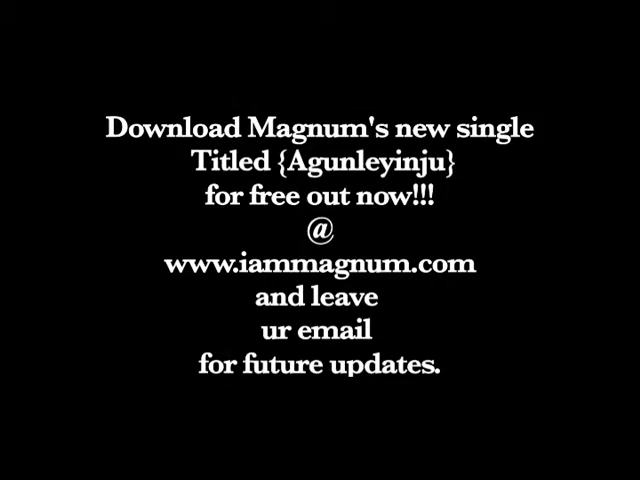 Download Magnum's new single
Titled {Agunleyinju}
for free out now!!!
@
www.iammagnum.com
and leave
ur email
for future updates.